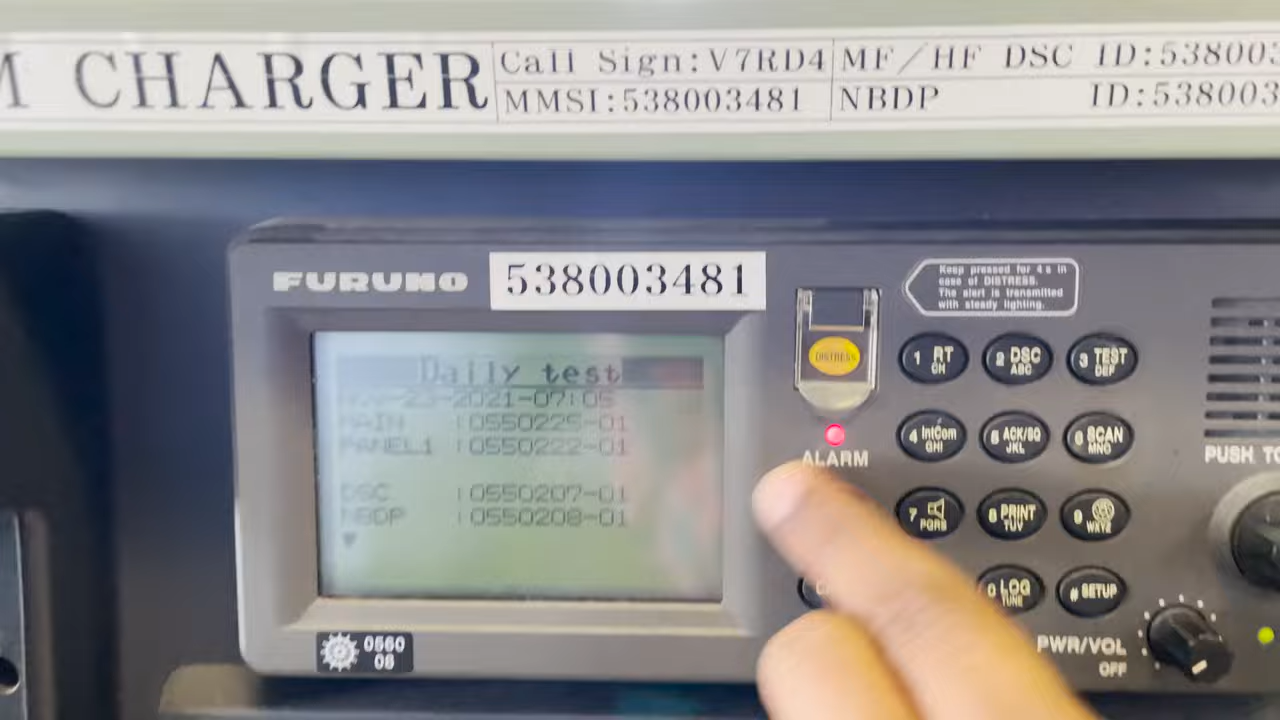 M CHARGER
Call Sign:V7RD4
MMSI:538003481
MF/HF DSC ID:538003
NBDP ID:538003
FURUNO
538003481
Keep pressed for 4s in
case of DISTRESS.
The alert is transmitted
with steady lighting.
DISTRESS
ALARM
Daily test
-23-2021-07:05
MAIN :0550225-01
PANEL1 :0550222-01
DSC :0550207-01
NBDP :0550208-01
▼
1 RT CH
2 DSC ABC
3 TEST DEF
4 IntCom GHI
5 ACK/SQ JKL
6 SCAN MNO
7 PQRS
8 PRINT TUV
9 WXYZ
0 LOG TUNE
# SETUP
PUSH TO
PWR/VOL
OFF
0560
06